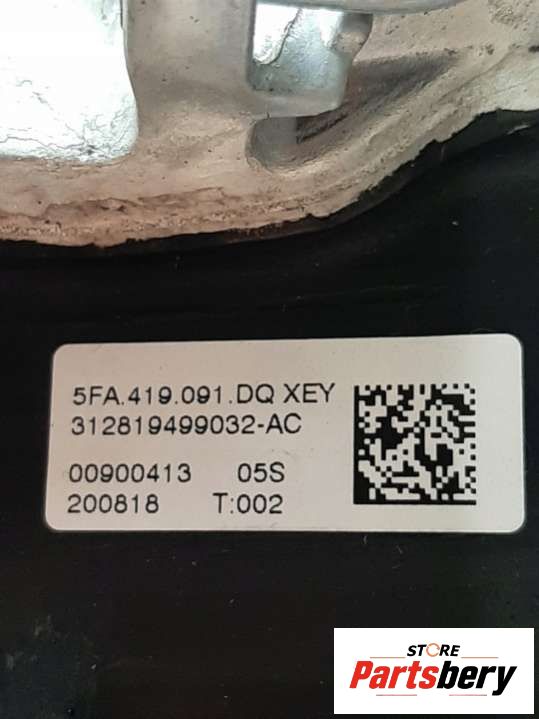 5FA.419.091.DQ XEY
312819499032-AC
00900413 05S
200818 T:002
STORE
Partsbery